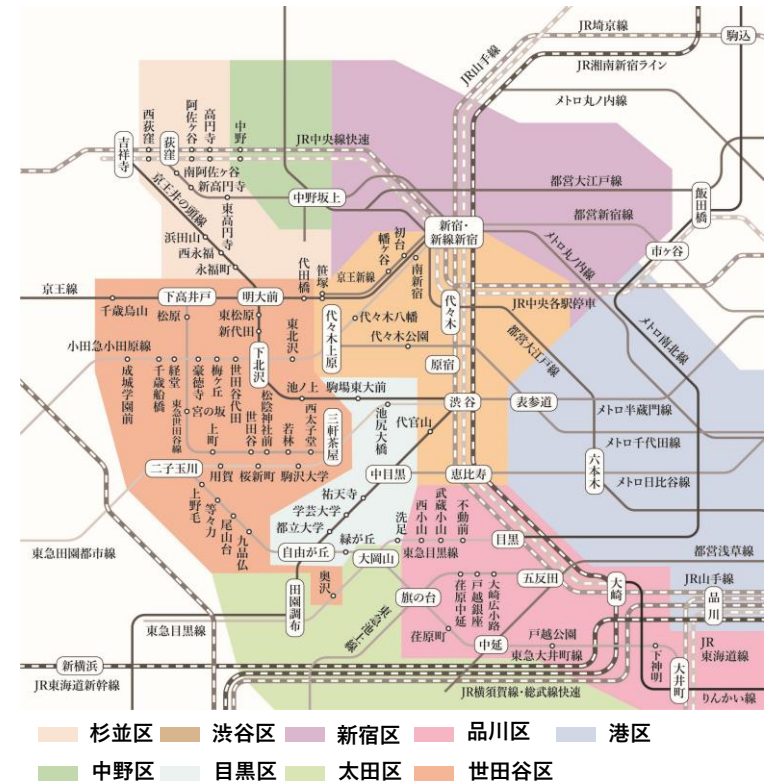 JR埼京線
駒込
JR山手線
JR湘南新宿ライン
メトロ丸ノ内線
吉祥寺
西荻窪
荻窪
阿佐ヶ谷
高円寺
中野
JR中央線快速
南阿佐ヶ谷
新高円寺
東高円寺
中野坂上
都営大江戸線
飯田橋
京王井の頭線
新宿・
新線新宿
都営新宿線
浜田山
西永福
永福町
初台
幡ヶ谷
南新宿
メトロ丸ノ内線
市ヶ谷
代田橋
笹塚
京王新線
京王線
千歳烏山
下高井戸
明大前
代々木
JR中央各駅停車
松原
東松原
新代田
東北沢
代々木上原
代々木八幡
代々木公園
都営大江戸線
メトロ南北線
小田急小田原線
成城学園前
千歳船橋
経堂
東急世田谷線
豪徳寺
宮の坂
梅ヶ丘
上町
世田谷代田
世田谷
下北沢
松陰神社前
若林
西太子堂
三軒茶屋
池ノ上
駒場東大前
池尻大橋
代官山
原宿
渋谷
表参道
メトロ半蔵門線
メトロ千代田線
六本木
メトロ日比谷線
二子玉川
用賀
桜新町
駒沢大学
中目黒
恵比寿
上野毛
等々力
尾山台
九品仏
祐天寺
学芸大学
都立大学
自由が丘
緑が丘
洗足
西小山
武蔵小山
不動前
目黒
東急目黒線
東急田園都市線
大岡山
都営浅草線
奥沢
田園調布
旗の台
荏原中延
戸越銀座
大崎広小路
五反田
大崎
JR山手線
品川
東急目黒線
東急池上線
荏原町
中延
戸越公園
東急大井町線
下神明
大井町
JR
東海道線
新横浜
JR東海道新幹線
JR横須賀線・総武線快速
りんかい線
杉並区 渋谷区 新宿区 品川区 港区
中野区 目黒区 太田区 世田谷区